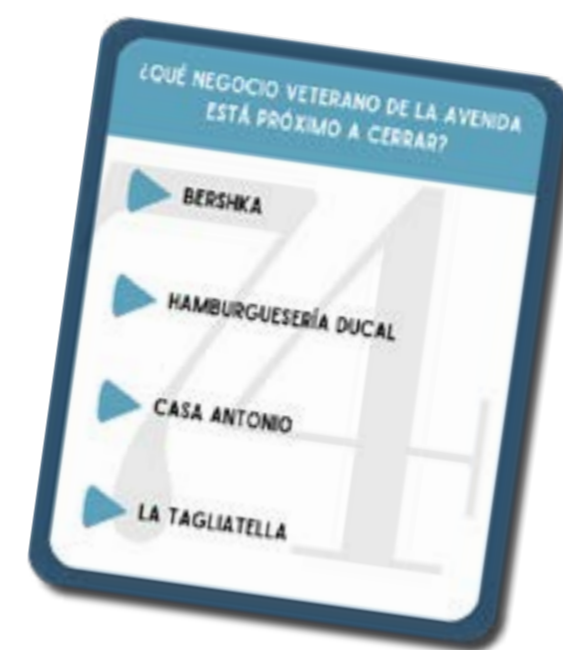 ¿QUÉ NEGOCIO VETERANO DE LA AVENIDA
ESTÁ PRÓXIMO A CERRAR?
BERSHKA
HAMBURGUESERÍA DUCAL
CASA ANTONIO
LA TAGLIATELLA